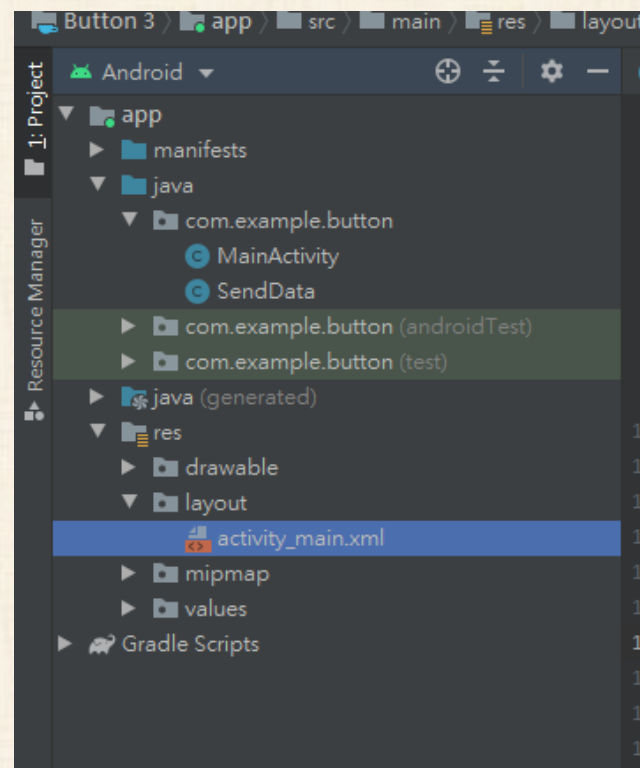 Button 3 〉 app 〉 src 〉 main 〉 res 〉 layout
1: Project
Resource Manager
Android
app
manifests
java
com.example.button
MainActivity
SendData
com.example.button (androidTest)
com.example.button (test)
java (generated)
res
drawable
layout
activity_main.xml
mipmap
values
Gradle Scripts